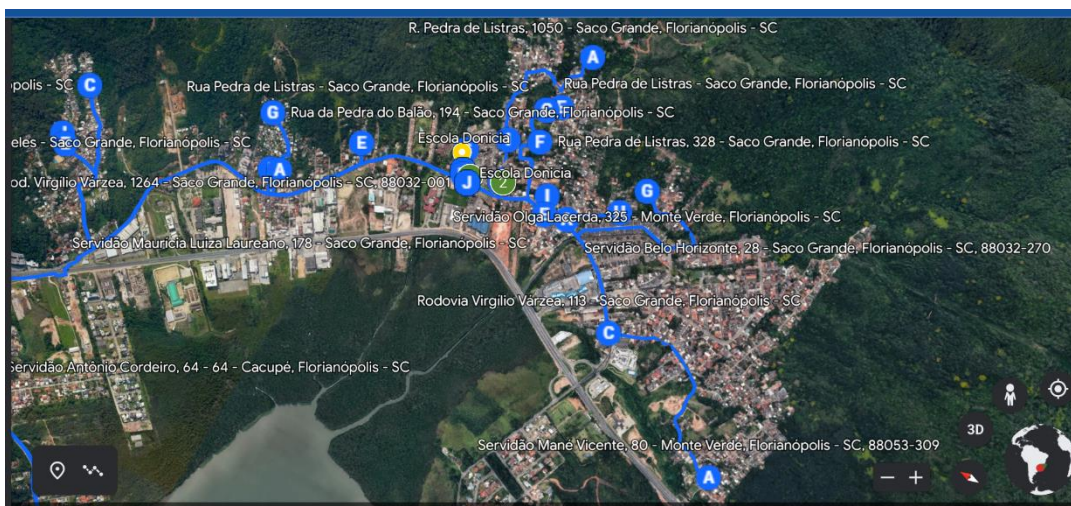 R. Pedra de Listras, 1050 - Saco Grande, Florianópolis - SC
A
opolis - SC
C
Rua Pedra de Listras - Saco Grande, Florianópolis - SC
Rua Pedra de Listras - Saco Grande, Florianópolis - SC
G
Rua da Pedra do Balão, 194 - Saco Grande, Florianópolis - SC
eles - Saco Grande, Florianópolis - SC
E
Escola Donicia
F
Rua Pedra de Listras, 328 - Saco Grande, Florianópolis - SC
A
Escola Donicia
J
2
od. Virgílio Várzea, 1264 - Saco Grande, Florianópolis - SC, 88032-001
I
G
Servidão Olga Lacerda, 325 - Monte Verde, Florianópolis - SC
Servidão Mauricia Luiza Laureano, 178 - Saco Grande, Florianópolis - SC
Servidão Belo Horizonte, 28 - Saco Grande, Florianópolis - SC, 88032-270
Rodovia Virgílio Várzea, 113 - Saco Grande, Florianópolis - SC
C
Servidão Antônio Cordeiro, 64 - 64 - Cacupé, Florianópolis - SC
3D
Servidão Mané Vicente, 80 - Monte Verde, Florianópolis - SC, 88053-309
A